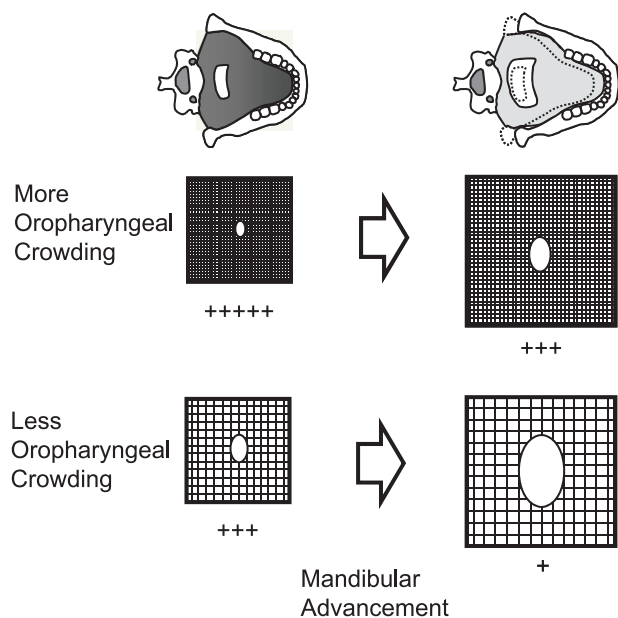 More
Oropharyngeal
Crowding
+++++
+++
Less
Oropharyngeal
Crowding
+++
+
Mandibular
Advancement